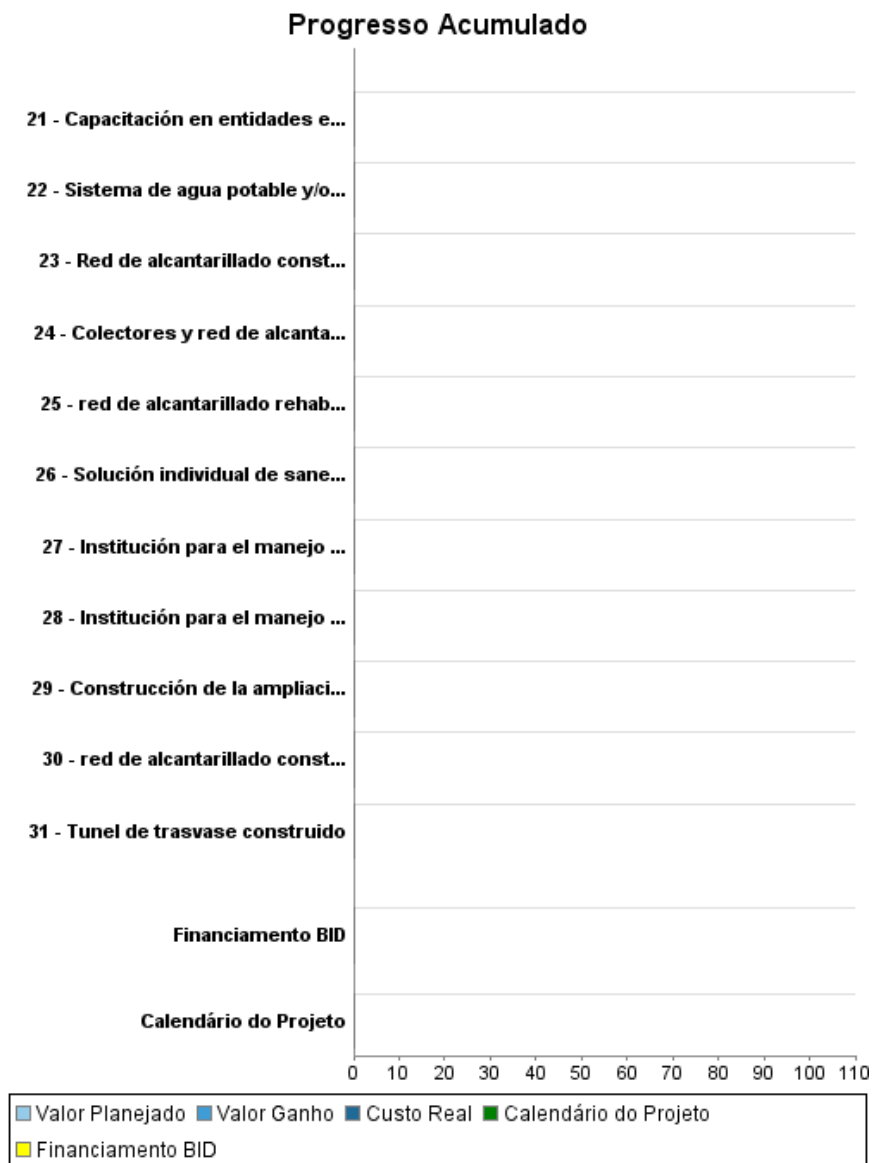 Progresso Acumulado
21 - Capacitación en entidades e...
22 - Sistema de agua potable y/o...
23 - Red de alcantarillado const...
24 - Colectores y red de alcanta...
25 - red de alcantarillado rehab...
26 - Solución individual de sane...
27 - Institución para el manejo ...
28 - Institución para el manejo ...
29 - Construcción de la ampliaci...
30 - red de alcantarillado const...
31 - Tunel de trasvase construido
Financiamento BID
Calendário do Projeto
0 10 20 30 40 50 60 70 80 90 100 110
Valor Planejado Valor Ganho Custo Real Calendário do Projeto
Financiamento BID